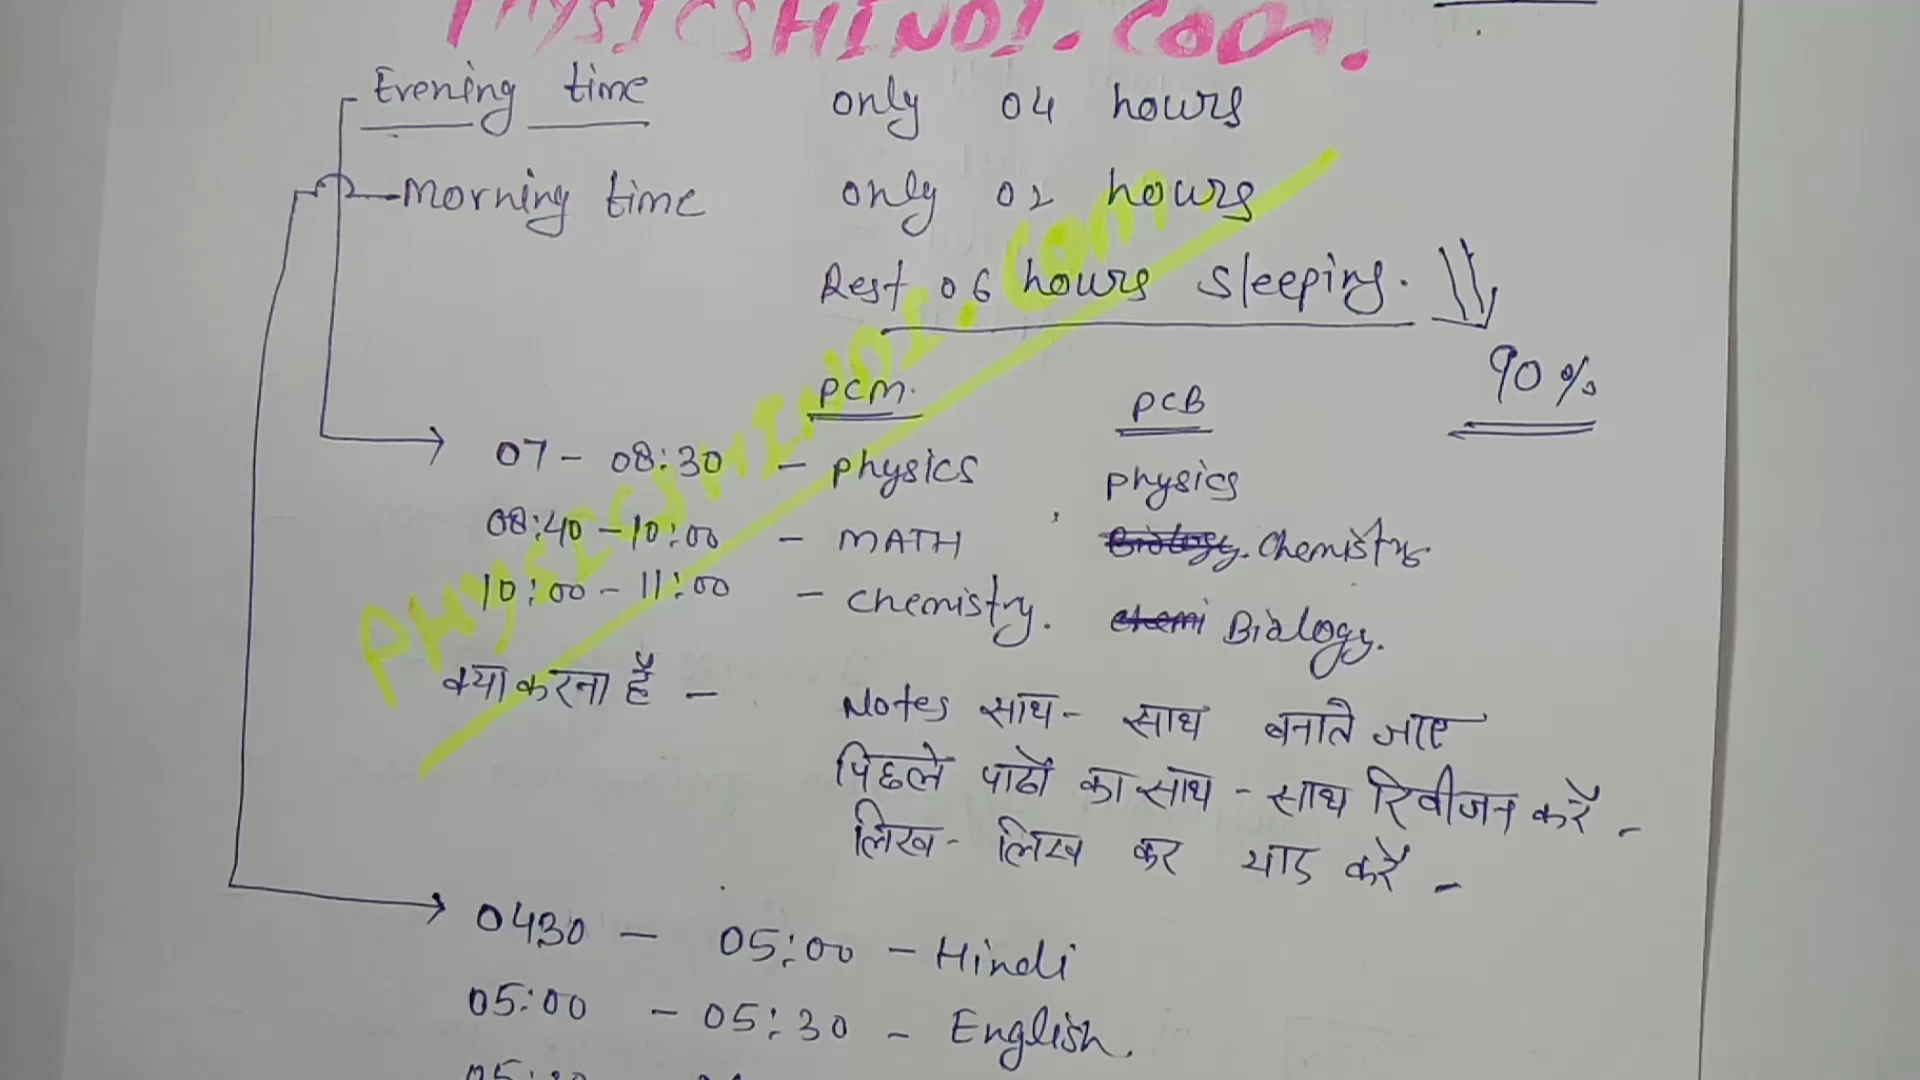 PHYSICSHINDI.COM.
Evening time only 04 hours
Morning time only 02 hours
Rest 06 hours sleeping.
90%
PCM. PCB
07 - 08:30 - physics physics
08:40 - 10:00 - MATH Biology. Chemistry
10:00 - 11:00 - chemistry. chemi Biology.
क्या करना है - Notes साथ - साथ बनाते जाए
पिछले पाठों का साथ - साथ रिवीजन करें -
लिख - लिख कर याद करें -
0430 - 05:00 - Hindi
05:00 - 05:30 - English.
PHYSICSHINDI.COM